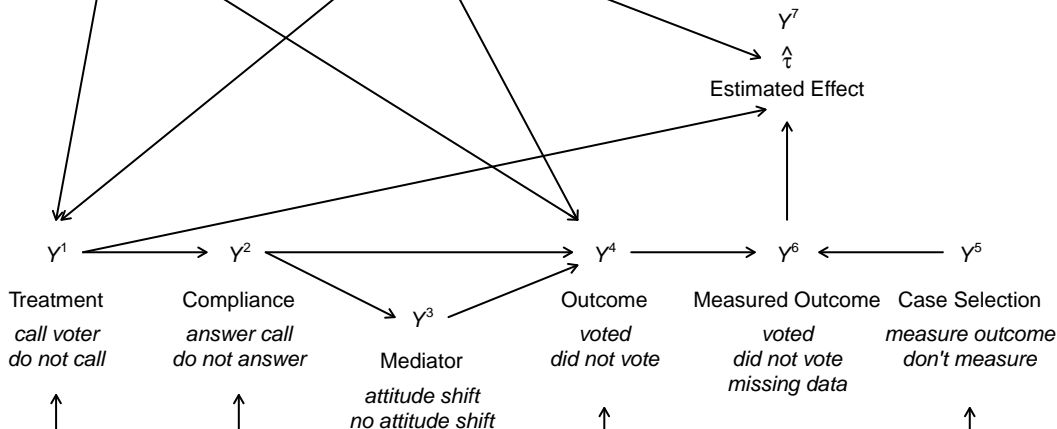 Y⁷
τ̂
Estimated Effect
Y¹
Y²
Y⁴
Y⁶
Y⁵
Treatment
call voter
do not call
Compliance
answer call
do not answer
Y³
Mediator
attitude shift
no attitude shift
Outcome
voted
did not vote
Measured Outcome
voted
did not vote
missing data
Case Selection
measure outcome
don't measure